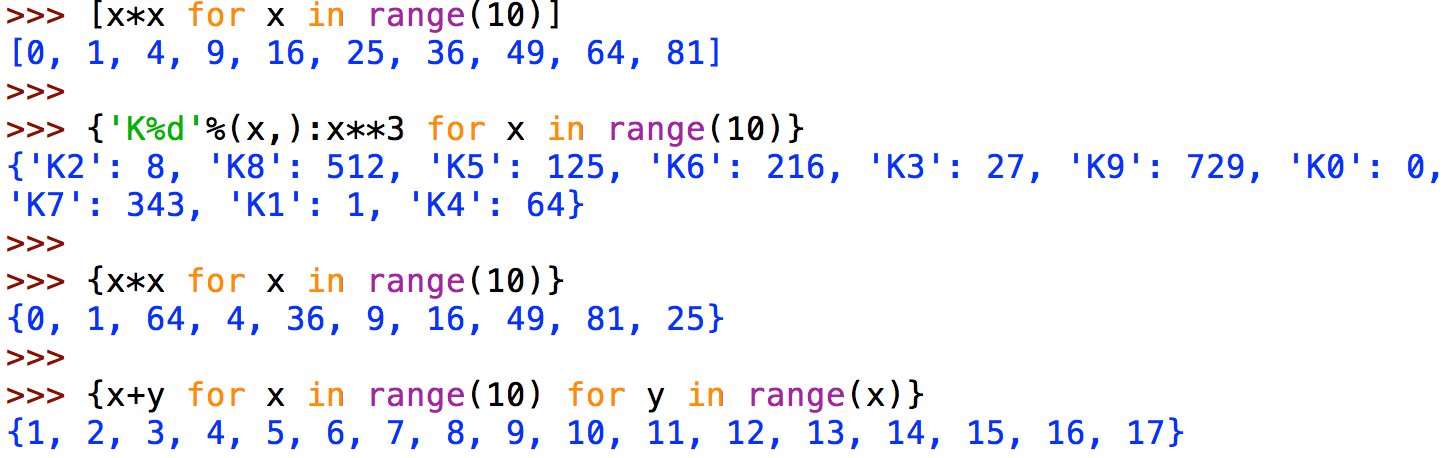 >>> [x*x for x in range(10)]
[0, 1, 4, 9, 16, 25, 36, 49, 64, 81]
>>>
>>> {'K%d'%(x,):x**3 for x in range(10)}
{'K2': 8, 'K8': 512, 'K5': 125, 'K6': 216, 'K3': 27, 'K9': 729, 'K0': 0,
'K7': 343, 'K1': 1, 'K4': 64}
>>>
>>> {x*x for x in range(10)}
{0, 1, 64, 4, 36, 9, 16, 49, 81, 25}
>>>
>>> {x+y for x in range(10) for y in range(x)}
{1, 2, 3, 4, 5, 6, 7, 8, 9, 10, 11, 12, 13, 14, 15, 16, 17}